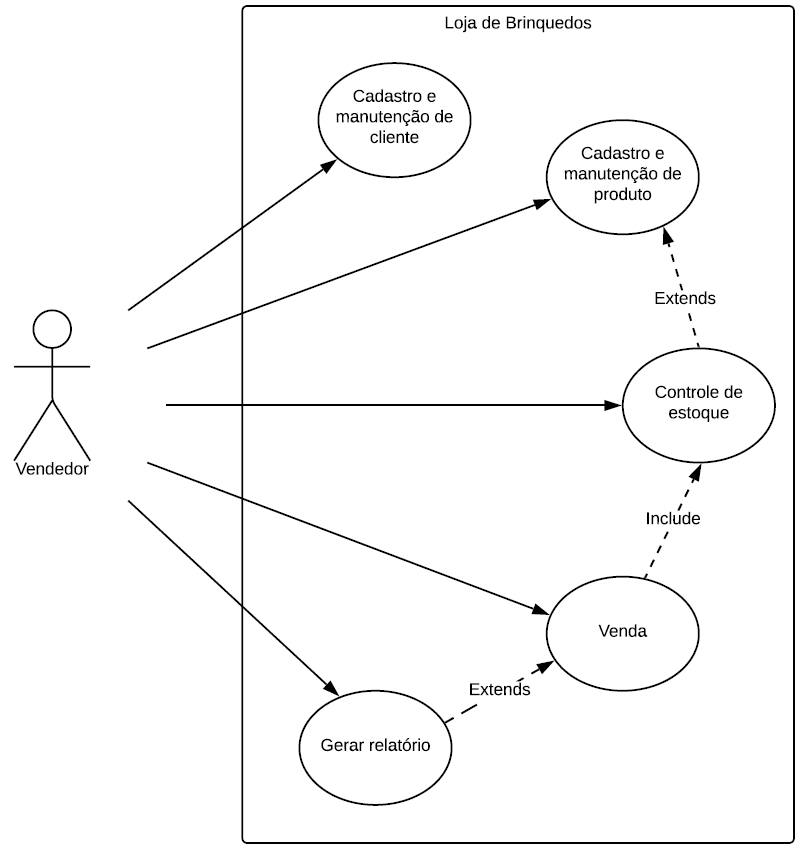 Loja de Brinquedos
Cadastro e
manutenção de
cliente
Cadastro e
manutenção de
produto
Extends
Controle de
estoque
Vendedor
Include
Venda
Extends
Gerar relatório